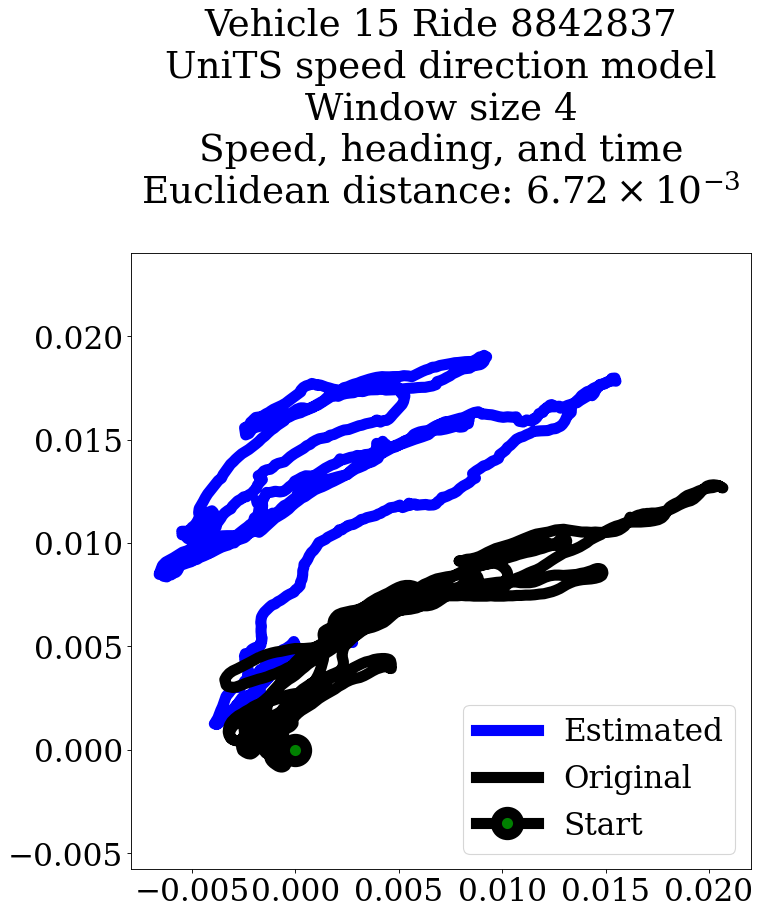 Vehicle 15 Ride 8842837
UniTS speed direction model
Window size 4
Speed, heading, and time
Euclidean distance: 6.72 × 10⁻³
0.020
0.015
0.010
0.005
0.000
−0.005
Estimated
Original
Start
−0.005 0.000 0.005 0.010 0.015 0.020